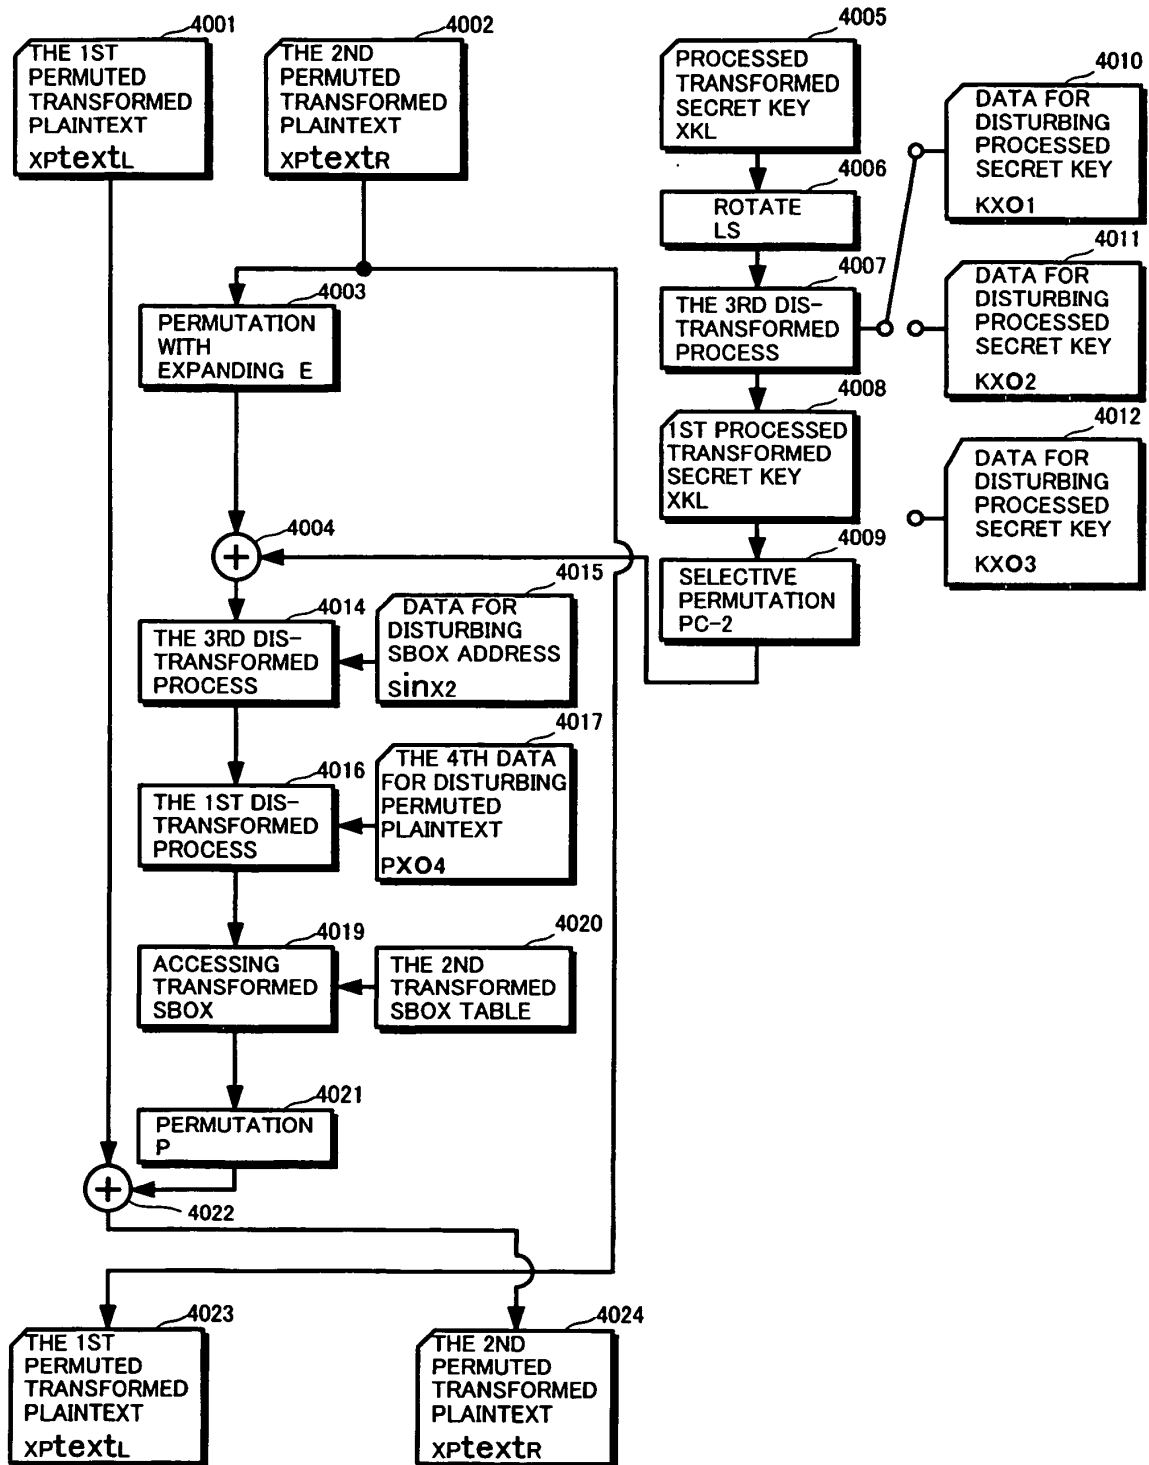 4001
THE 1ST
PERMUTED
TRANSFORMED
PLAINTEXT
XPtextL
4002
THE 2ND
PERMUTED
TRANSFORMED
PLAINTEXT
XPtextR
4005
PROCESSED
TRANSFORMED
SECRET KEY
XKL
4010
DATA FOR
DISTURBING
PROCESSED
SECRET KEY
KXO1
4006
ROTATE
LS
4011
DATA FOR
DISTURBING
PROCESSED
SECRET KEY
KXO2
4003
PERMUTATION
WITH
EXPANDING E
4007
THE 3RD DIS-
TRANSFORMED
PROCESS
4008
1ST PROCESSED
TRANSFORMED
SECRET KEY
XKL
4012
DATA FOR
DISTURBING
PROCESSED
SECRET KEY
KXO3
4004
+
4009
SELECTIVE
PERMUTATION
PC-2
4014
THE 3RD DIS-
TRANSFORMED
PROCESS
4015
DATA FOR
DISTURBING
SBOX ADDRESS
SinX2
4016
THE 1ST DIS-
TRANSFORMED
PROCESS
4017
THE 4TH DATA
FOR DISTURBING
PERMUTED
PLAINTEXT
PXO4
4019
ACCESSING
TRANSFORMED
SBOX
4020
THE 2ND
TRANSFORMED
SBOX TABLE
4021
PERMUTATION
P
+
4022
4023
THE 1ST
PERMUTED
TRANSFORMED
PLAINTEXT
XPtextL
4024
THE 2ND
PERMUTED
TRANSFORMED
PLAINTEXT
XPtextR